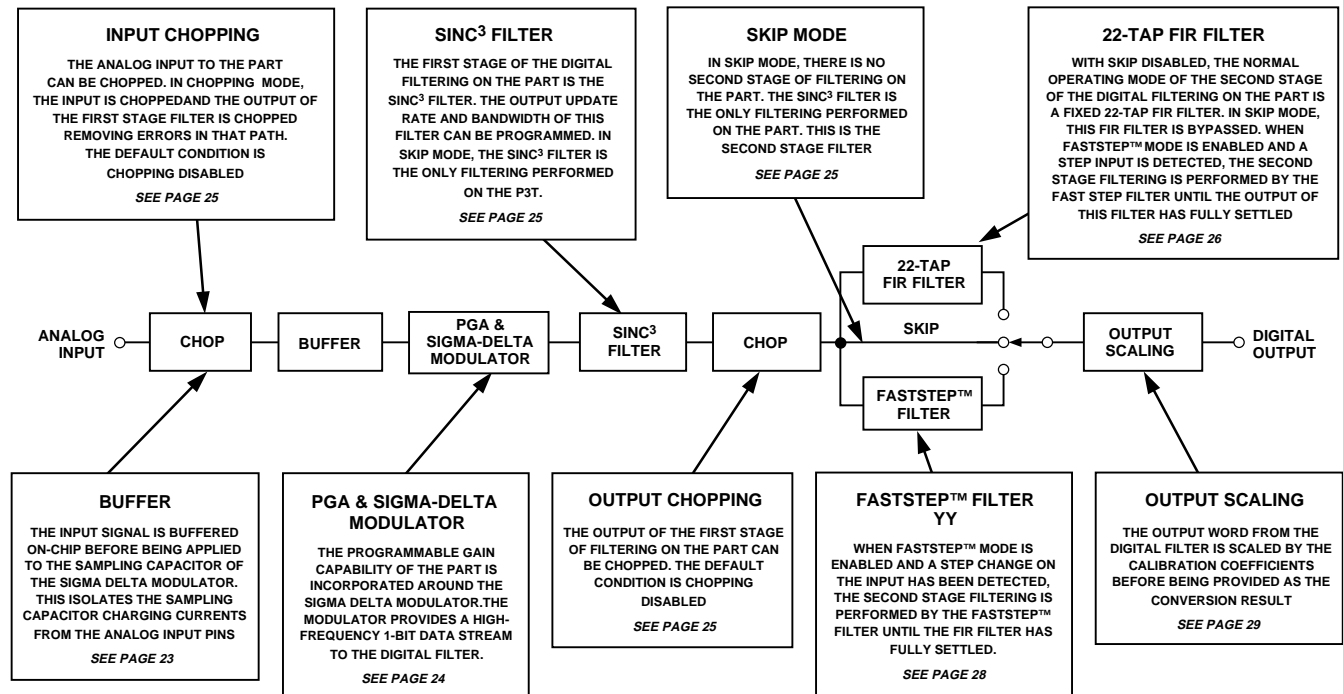 INPUT CHOPPING
THE ANALOG INPUT TO THE PART
CAN BE CHOPPED. IN CHOPPING MODE,
THE INPUT IS CHOPPEDAND THE OUTPUT OF
THE FIRST STAGE FILTER IS CHOPPED
REMOVING ERRORS IN THAT PATH.
THE DEFAULT CONDITION IS
CHOPPING DISABLED
SEE PAGE 25
SINC³ FILTER
THE FIRST STAGE OF THE DIGITAL
FILTERING ON THE PART IS THE
SINC³ FILTER. THE OUTPUT UPDATE
RATE AND BANDWIDTH OF THIS
FILTER CAN BE PROGRAMMED. IN
SKIP MODE, THE SINC³ FILTER IS
THE ONLY FILTERING PERFORMED
ON THE P3T.
SEE PAGE 25
SKIP MODE
IN SKIP MODE, THERE IS NO
SECOND STAGE OF FILTERING ON
THE PART. THE SINC³ FILTER IS
THE ONLY FILTERING PERFORMED
ON THE PART. THIS IS THE
SECOND STAGE FILTER
SEE PAGE 25
22-TAP FIR FILTER
WITH SKIP DISABLED, THE NORMAL
OPERATING MODE OF THE SECOND STAGE
OF THE DIGITAL FILTERING ON THE PART IS
A FIXED 22-TAP FIR FILTER. IN SKIP MODE,
THIS FIR FILTER IS BYPASSED. WHEN
FASTSTEP™ MODE IS ENABLED AND A
STEP INPUT IS DETECTED, THE SECOND
STAGE FILTERING IS PERFORMED BY THE
FAST STEP FILTER UNTIL THE OUTPUT OF
THIS FILTER HAS FULLY SETTLED
SEE PAGE 26
ANALOG
INPUT
CHOP
BUFFER
PGA &
SIGMA-DELTA
MODULATOR
SINC³
FILTER
CHOP
22-TAP
FIR FILTER
SKIP
FASTSTEP™
FILTER
OUTPUT
SCALING
DIGITAL
OUTPUT
BUFFER
THE INPUT SIGNAL IS BUFFERED
ON-CHIP BEFORE BEING APPLIED
TO THE SAMPLING CAPACITOR OF
THE SIGMA DELTA MODULATOR.
THIS ISOLATES THE SAMPLING
CAPACITOR CHARGING CURRENTS
FROM THE ANALOG INPUT PINS
SEE PAGE 23
PGA & SIGMA-DELTA
MODULATOR
THE PROGRAMMABLE GAIN
CAPABILITY OF THE PART IS
INCORPORATED AROUND THE
SIGMA DELTA MODULATOR.THE
MODULATOR PROVIDES A HIGH-
FREQUENCY 1-BIT DATA STREAM
TO THE DIGITAL FILTER.
SEE PAGE 24
OUTPUT CHOPPING
THE OUTPUT OF THE FIRST STAGE
OF FILTERING ON THE PART CAN
BE CHOPPED. THE DEFAULT
CONDITION IS CHOPPING
DISABLED
SEE PAGE 25
FASTSTEP™ FILTER
YY
WHEN FASTSTEP™ MODE IS
ENABLED AND A STEP CHANGE ON
THE INPUT HAS BEEN DETECTED,
THE SECOND STAGE FILTERING IS
PERFORMED BY THE FASTSTEP™
FILTER UNTIL THE FIR FILTER HAS
FULLY SETTLED.
SEE PAGE 28
OUTPUT SCALING
THE OUTPUT WORD FROM THE
DIGITAL FILTER IS SCALED BY THE
CALIBRATION COEFFICIENTS
BEFORE BEING PROVIDED AS THE
CONVERSION RESULT
SEE PAGE 29